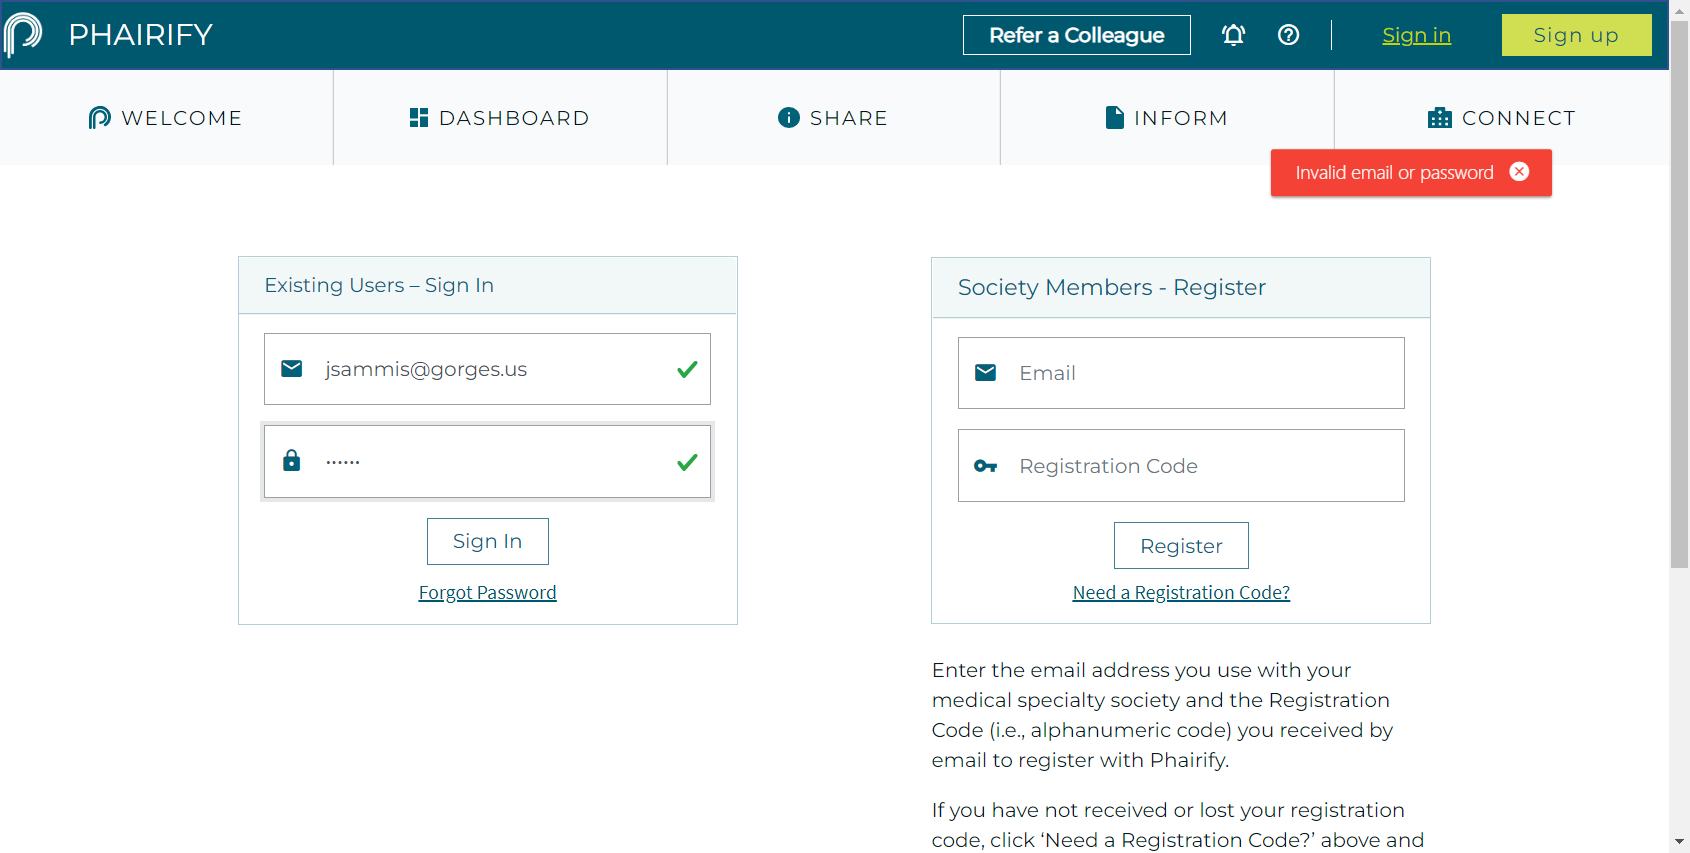 PHAIRIFY
Refer a Colleague
Sign in
Sign up
WELCOME
DASHBOARD
SHARE
INFORM
CONNECT
Invalid email or password
Existing Users – Sign In
jsammis@gorges.us
······
Sign In
Forgot Password
Society Members - Register
Email
Registration Code
Register
Need a Registration Code?
Enter the email address you use with your
medical specialty society and the Registration
Code (i.e., alphanumeric code) you received by
email to register with Phairify.
If you have not received or lost your registration
code, click ‘Need a Registration Code?’ above and